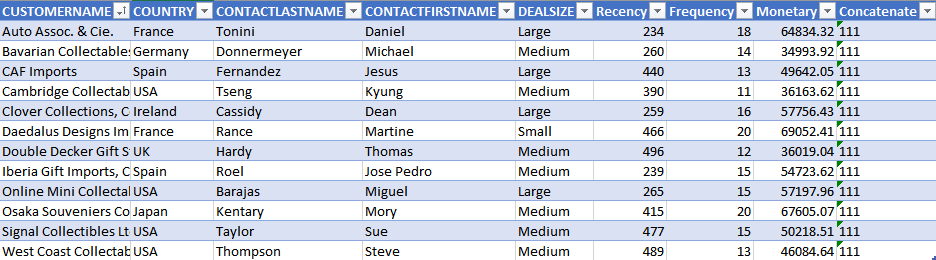 CUSTOMERNAME COUNTRY CONTACTLASTNAME CONTACTFIRSTNAME DEALSIZE Recency Frequency Monetary Concatenate
Auto Assoc. & Cie. France Tonini Daniel Large 234 18 64834.32 111
Bavarian Collectables Germany Donnermeyer Michael Medium 260 14 34993.92 111
CAF Imports Spain Fernandez Jesus Large 440 13 49642.05 111
Cambridge Collectab USA Tseng Kyung Medium 390 11 36163.62 111
Clover Collections, C Ireland Cassidy Dean Large 259 16 57756.43 111
Daedalus Designs Im France Rance Martine Small 466 20 69052.41 111
Double Decker Gift S UK Hardy Thomas Medium 496 12 36019.04 111
Iberia Gift Imports, C Spain Roel Jose Pedro Medium 239 15 54723.62 111
Online Mini Collecta USA Barajas Miguel Large 265 15 57197.96 111
Osaka Souveniers Co Japan Kentary Mory Medium 415 20 67605.07 111
Signal Collectibles Lt USA Taylor Sue Medium 477 15 50218.51 111
West Coast Collectab USA Thompson Steve Medium 489 13 46084.64 111